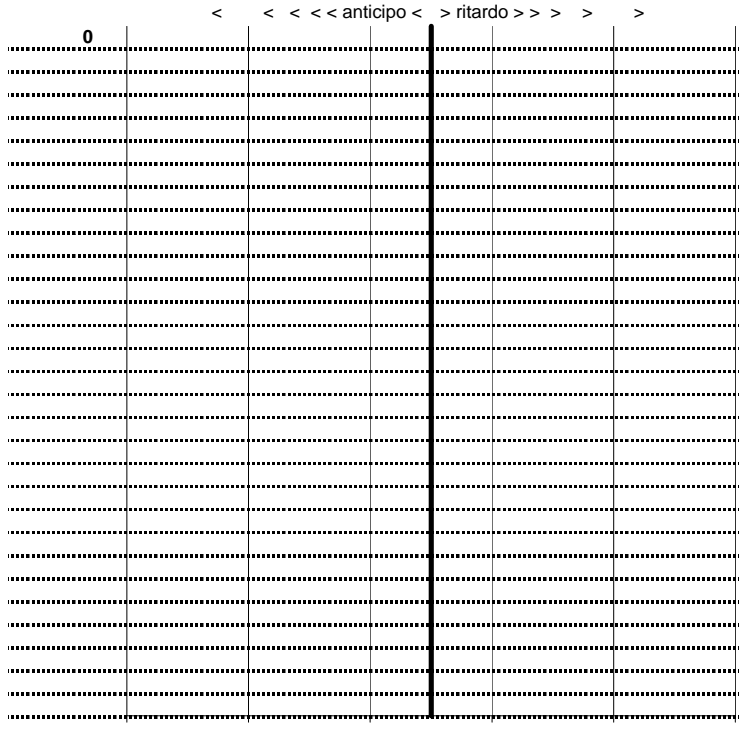 < < < < < anticipo < > ritardo > > > > >
0